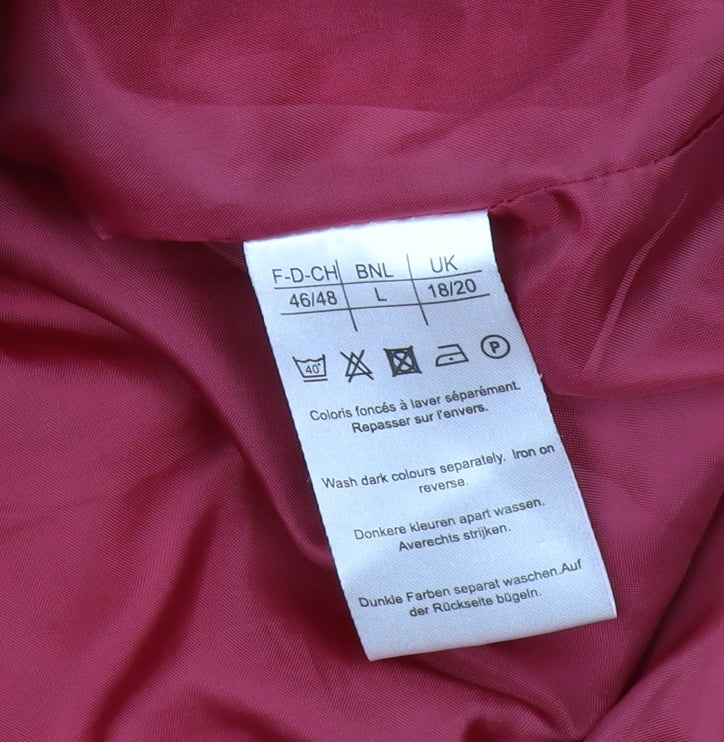 F-D-CH BNL UK
46/48 L 18/20
40° P
Coloris foncés à laver séparément.
Repasser sur l'envers.
Wash dark colours separately. Iron on
reverse.
Donkere kleuren apart wassen.
Averechts strijken.
Dunkle Farben separat waschen.Auf
der Rückseite bügeln.